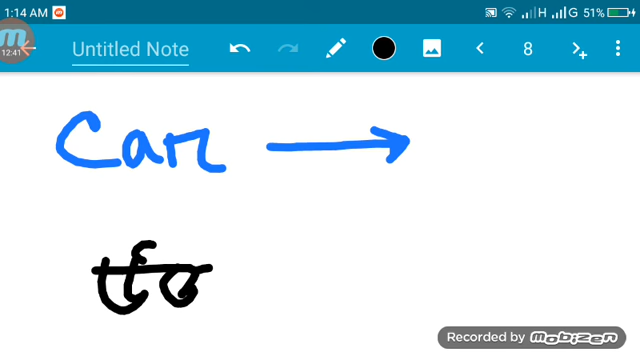 1:14 AM H G 51%
12:41 Untitled Note 8
Car →
Recorded by mobizen